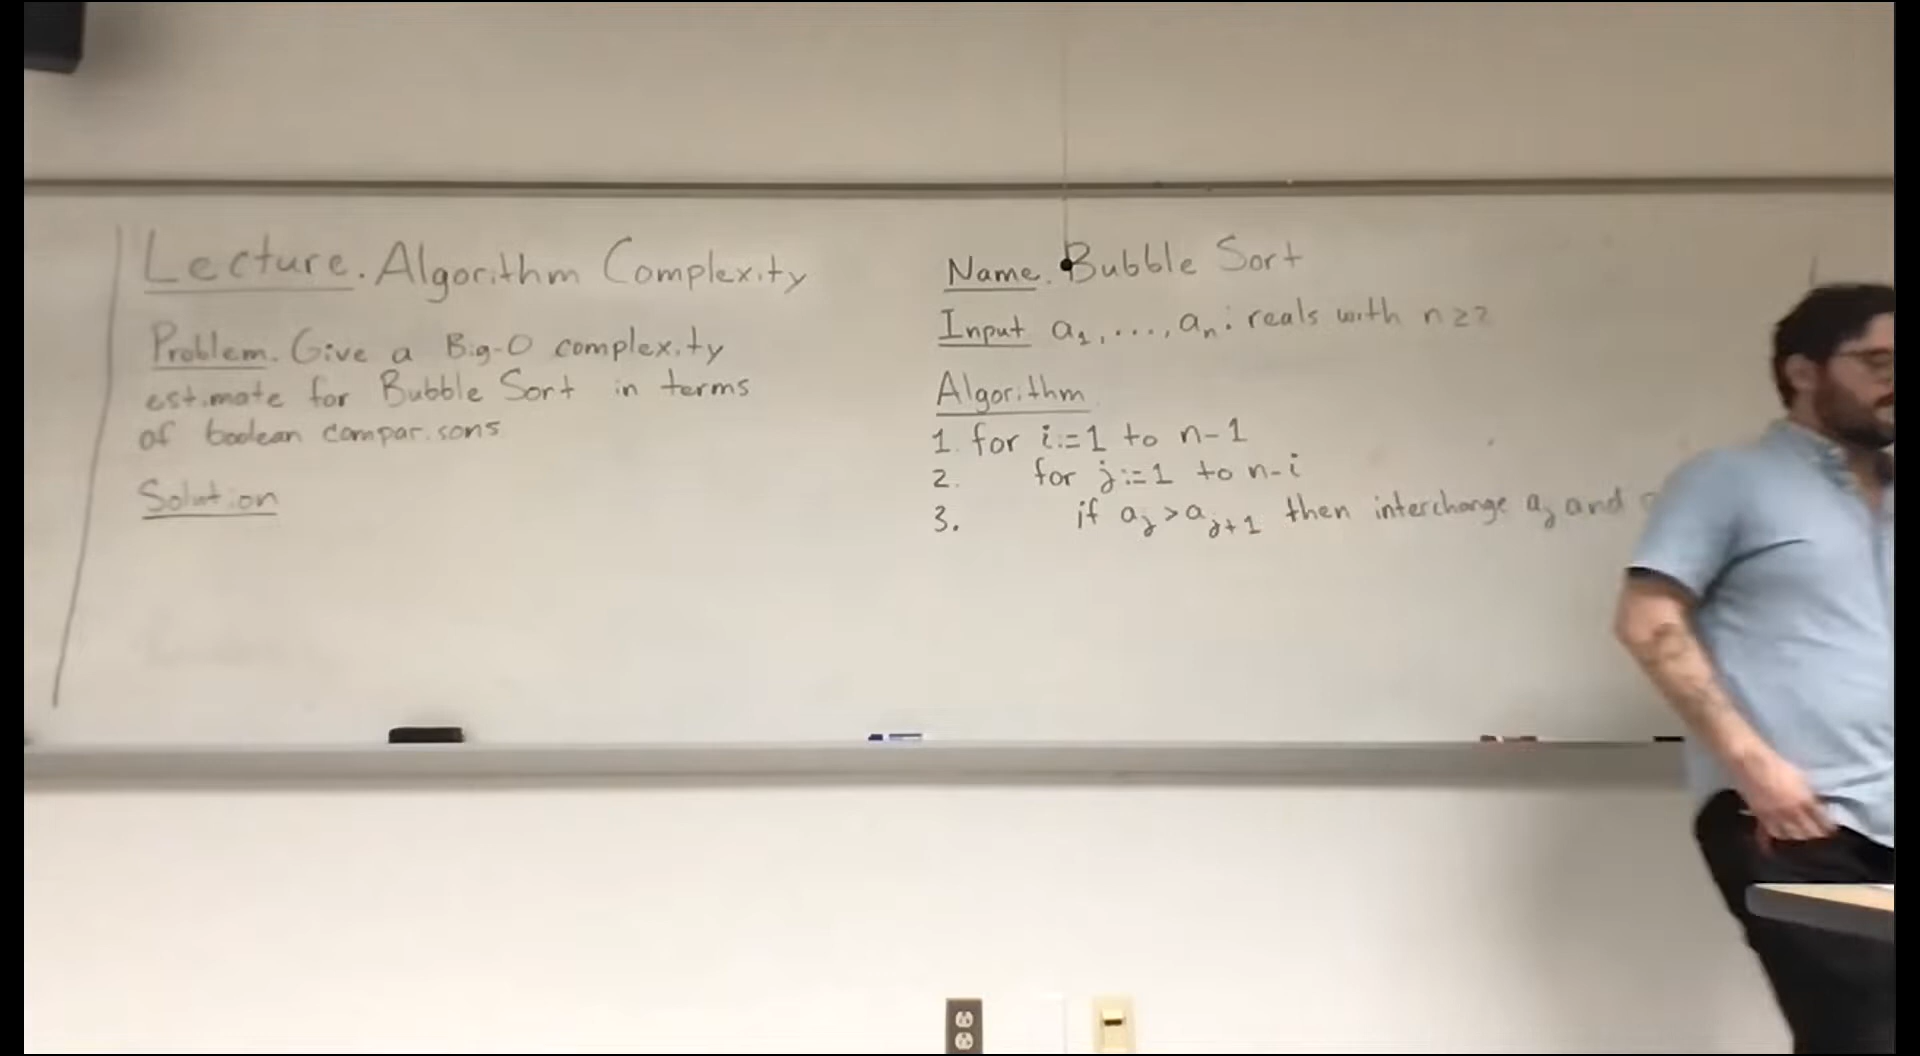 Lecture. Algorithm Complexity
Problem. Give a Big-O complexity
estimate for Bubble Sort in terms
of boolean comparisons
Solution
Name. Bubble Sort
Input a₁, ..., aₙ: reals with n≥2
Algorithm
1. for i:=1 to n-1
2. for j:=1 to n-i
3. if aⱼ > aⱼ₊₁ then interchange aⱼ and